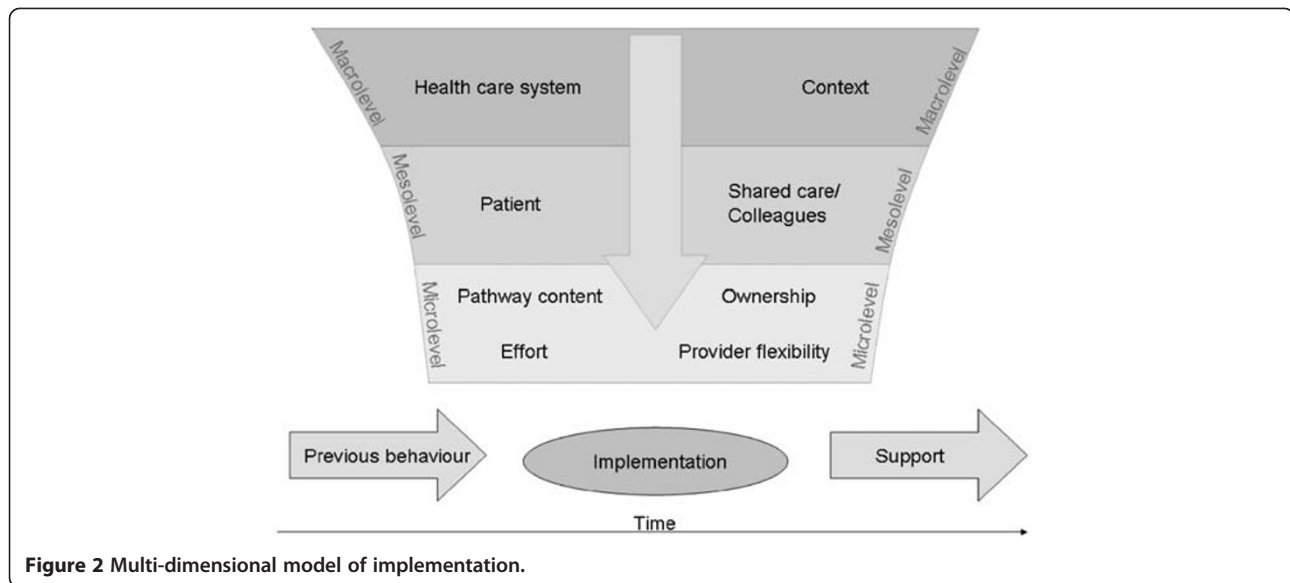 Macrolevel
Health care system
Context
Macrolevel
Mesolevel
Patient
Shared care/
Colleagues
Mesolevel
Microlevel
Pathway content
Ownership
Microlevel
Effort
Provider flexibility
Previous behaviour
Implementation
Support
Time
Figure 2 Multi-dimensional model of implementation.